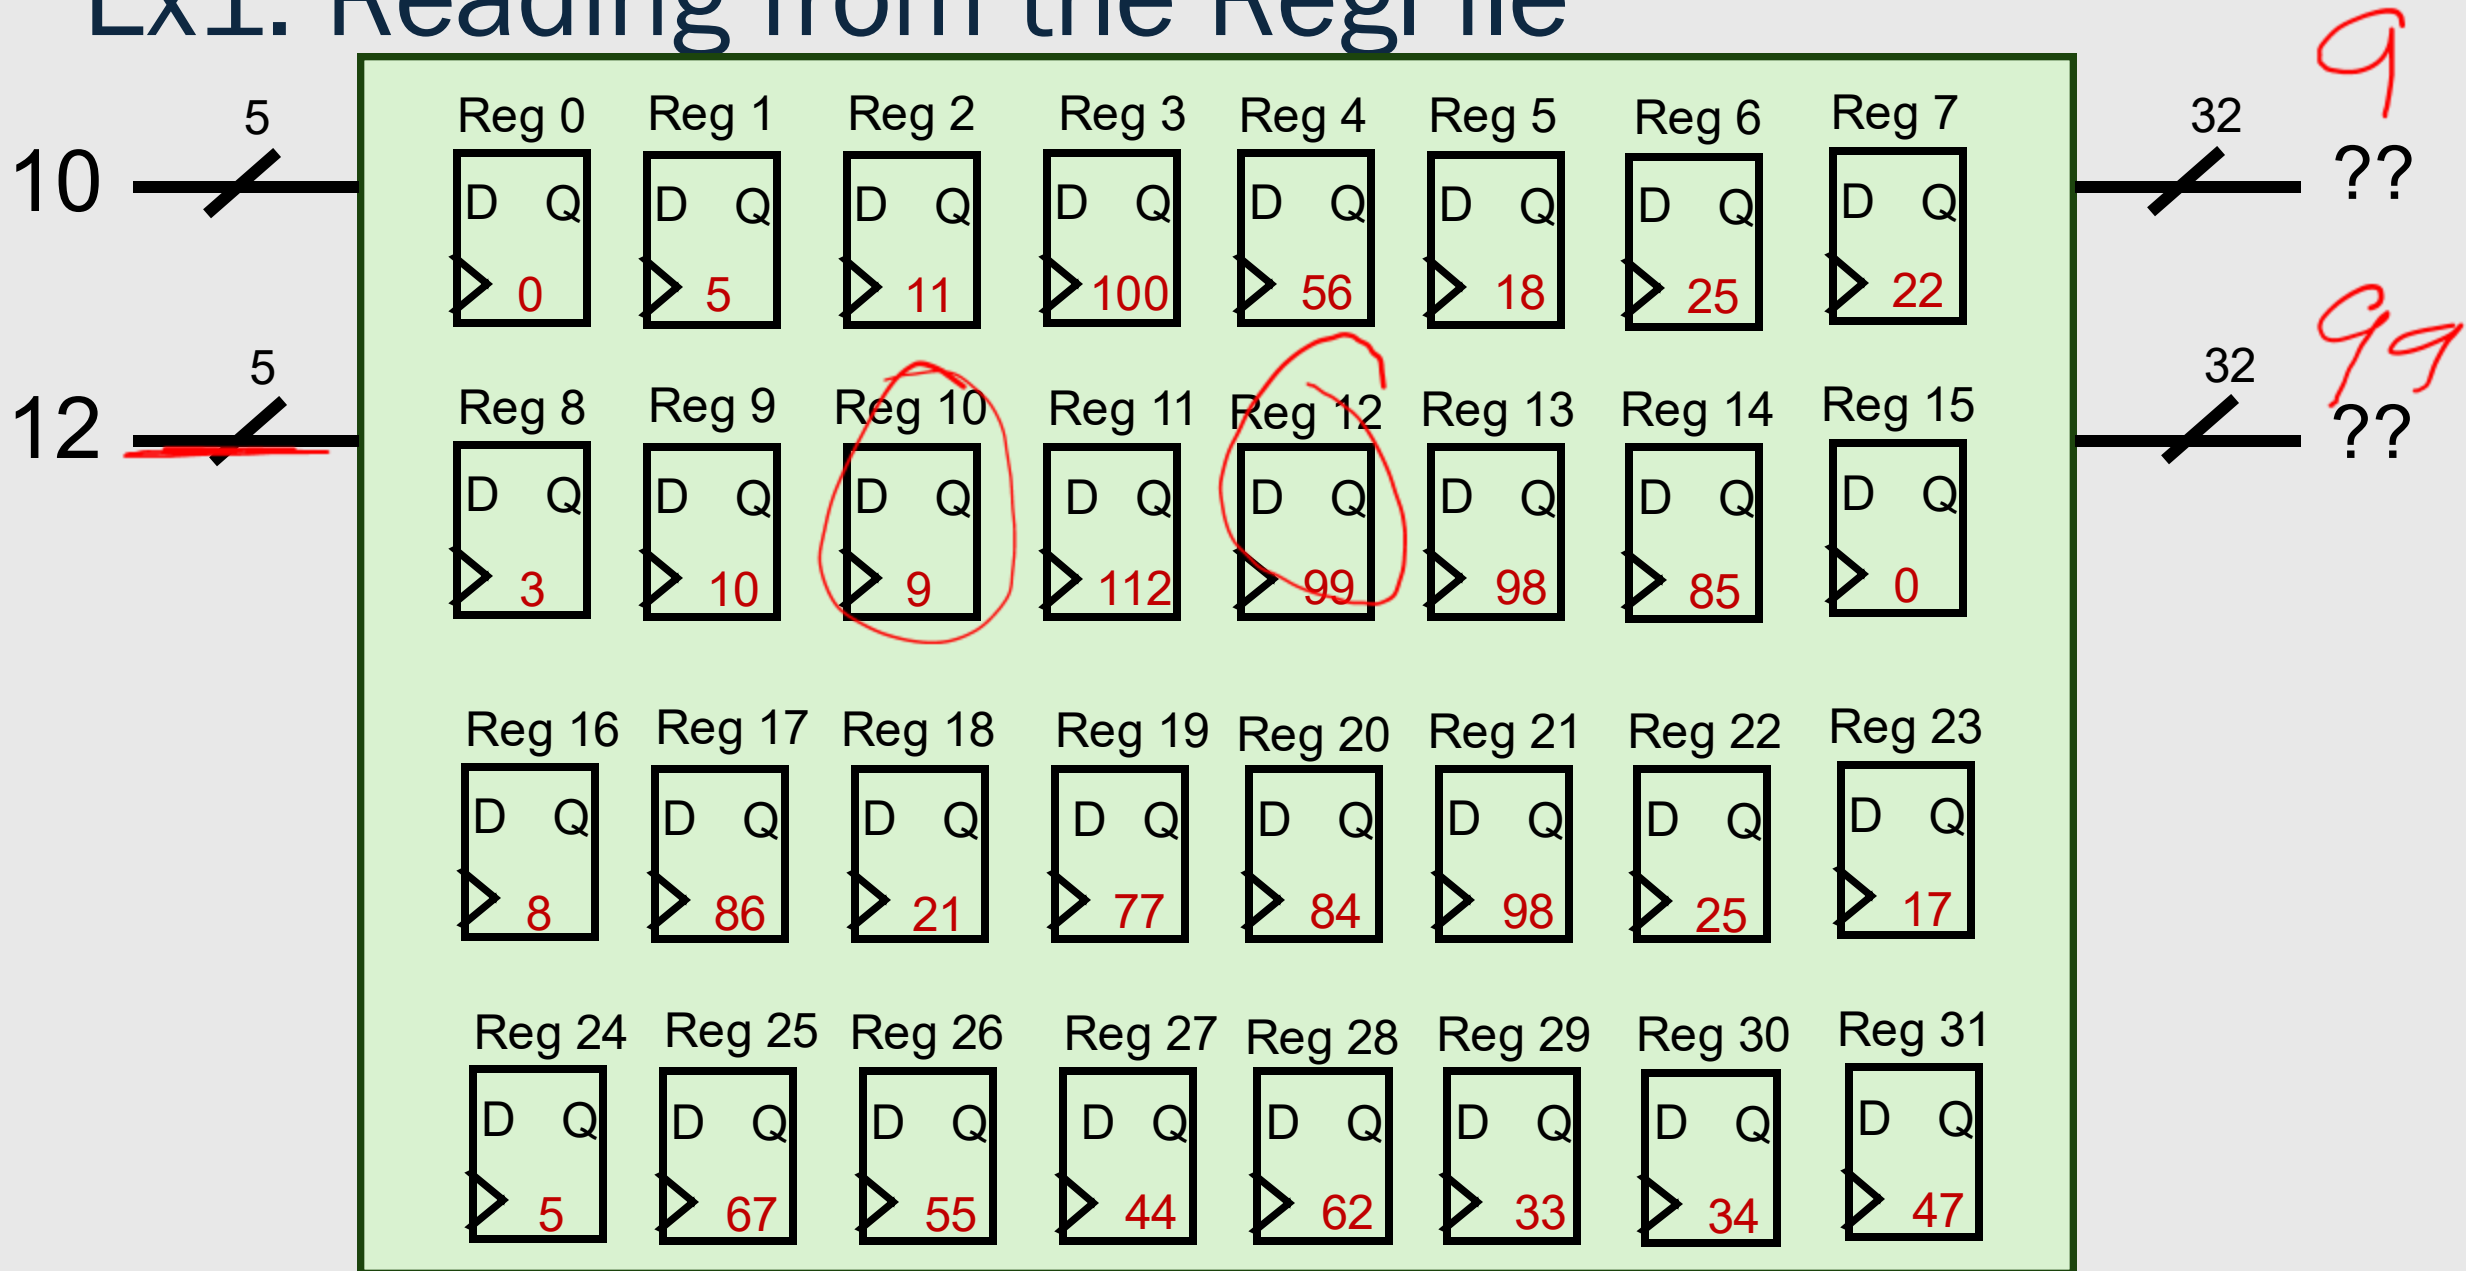 Ex1: Reading from the RegFile
9
5 Reg 0 Reg 1 Reg 2 Reg 3 Reg 4 Reg 5 Reg 6 Reg 7 32
10 D Q D Q D Q D Q D Q D Q D Q D Q ??
0 5 11 100 56 18 25 22
99
5 Reg 8 Reg 9 Reg 10 Reg 11 Reg 12 Reg 13 Reg 14 Reg 15 32
12 ??
D Q D Q D Q D Q D Q D Q D Q D Q
3 10 9 112 99 98 85 0
Reg 16 Reg 17 Reg 18 Reg 19 Reg 20 Reg 21 Reg 22 Reg 23
D Q D Q D Q D Q D Q D Q D Q D Q
8 86 21 77 84 98 25 17
Reg 24 Reg 25 Reg 26 Reg 27 Reg 28 Reg 29 Reg 30 Reg 31
D Q D Q D Q D Q D Q D Q D Q D Q
5 67 55 44 62 33 34 47